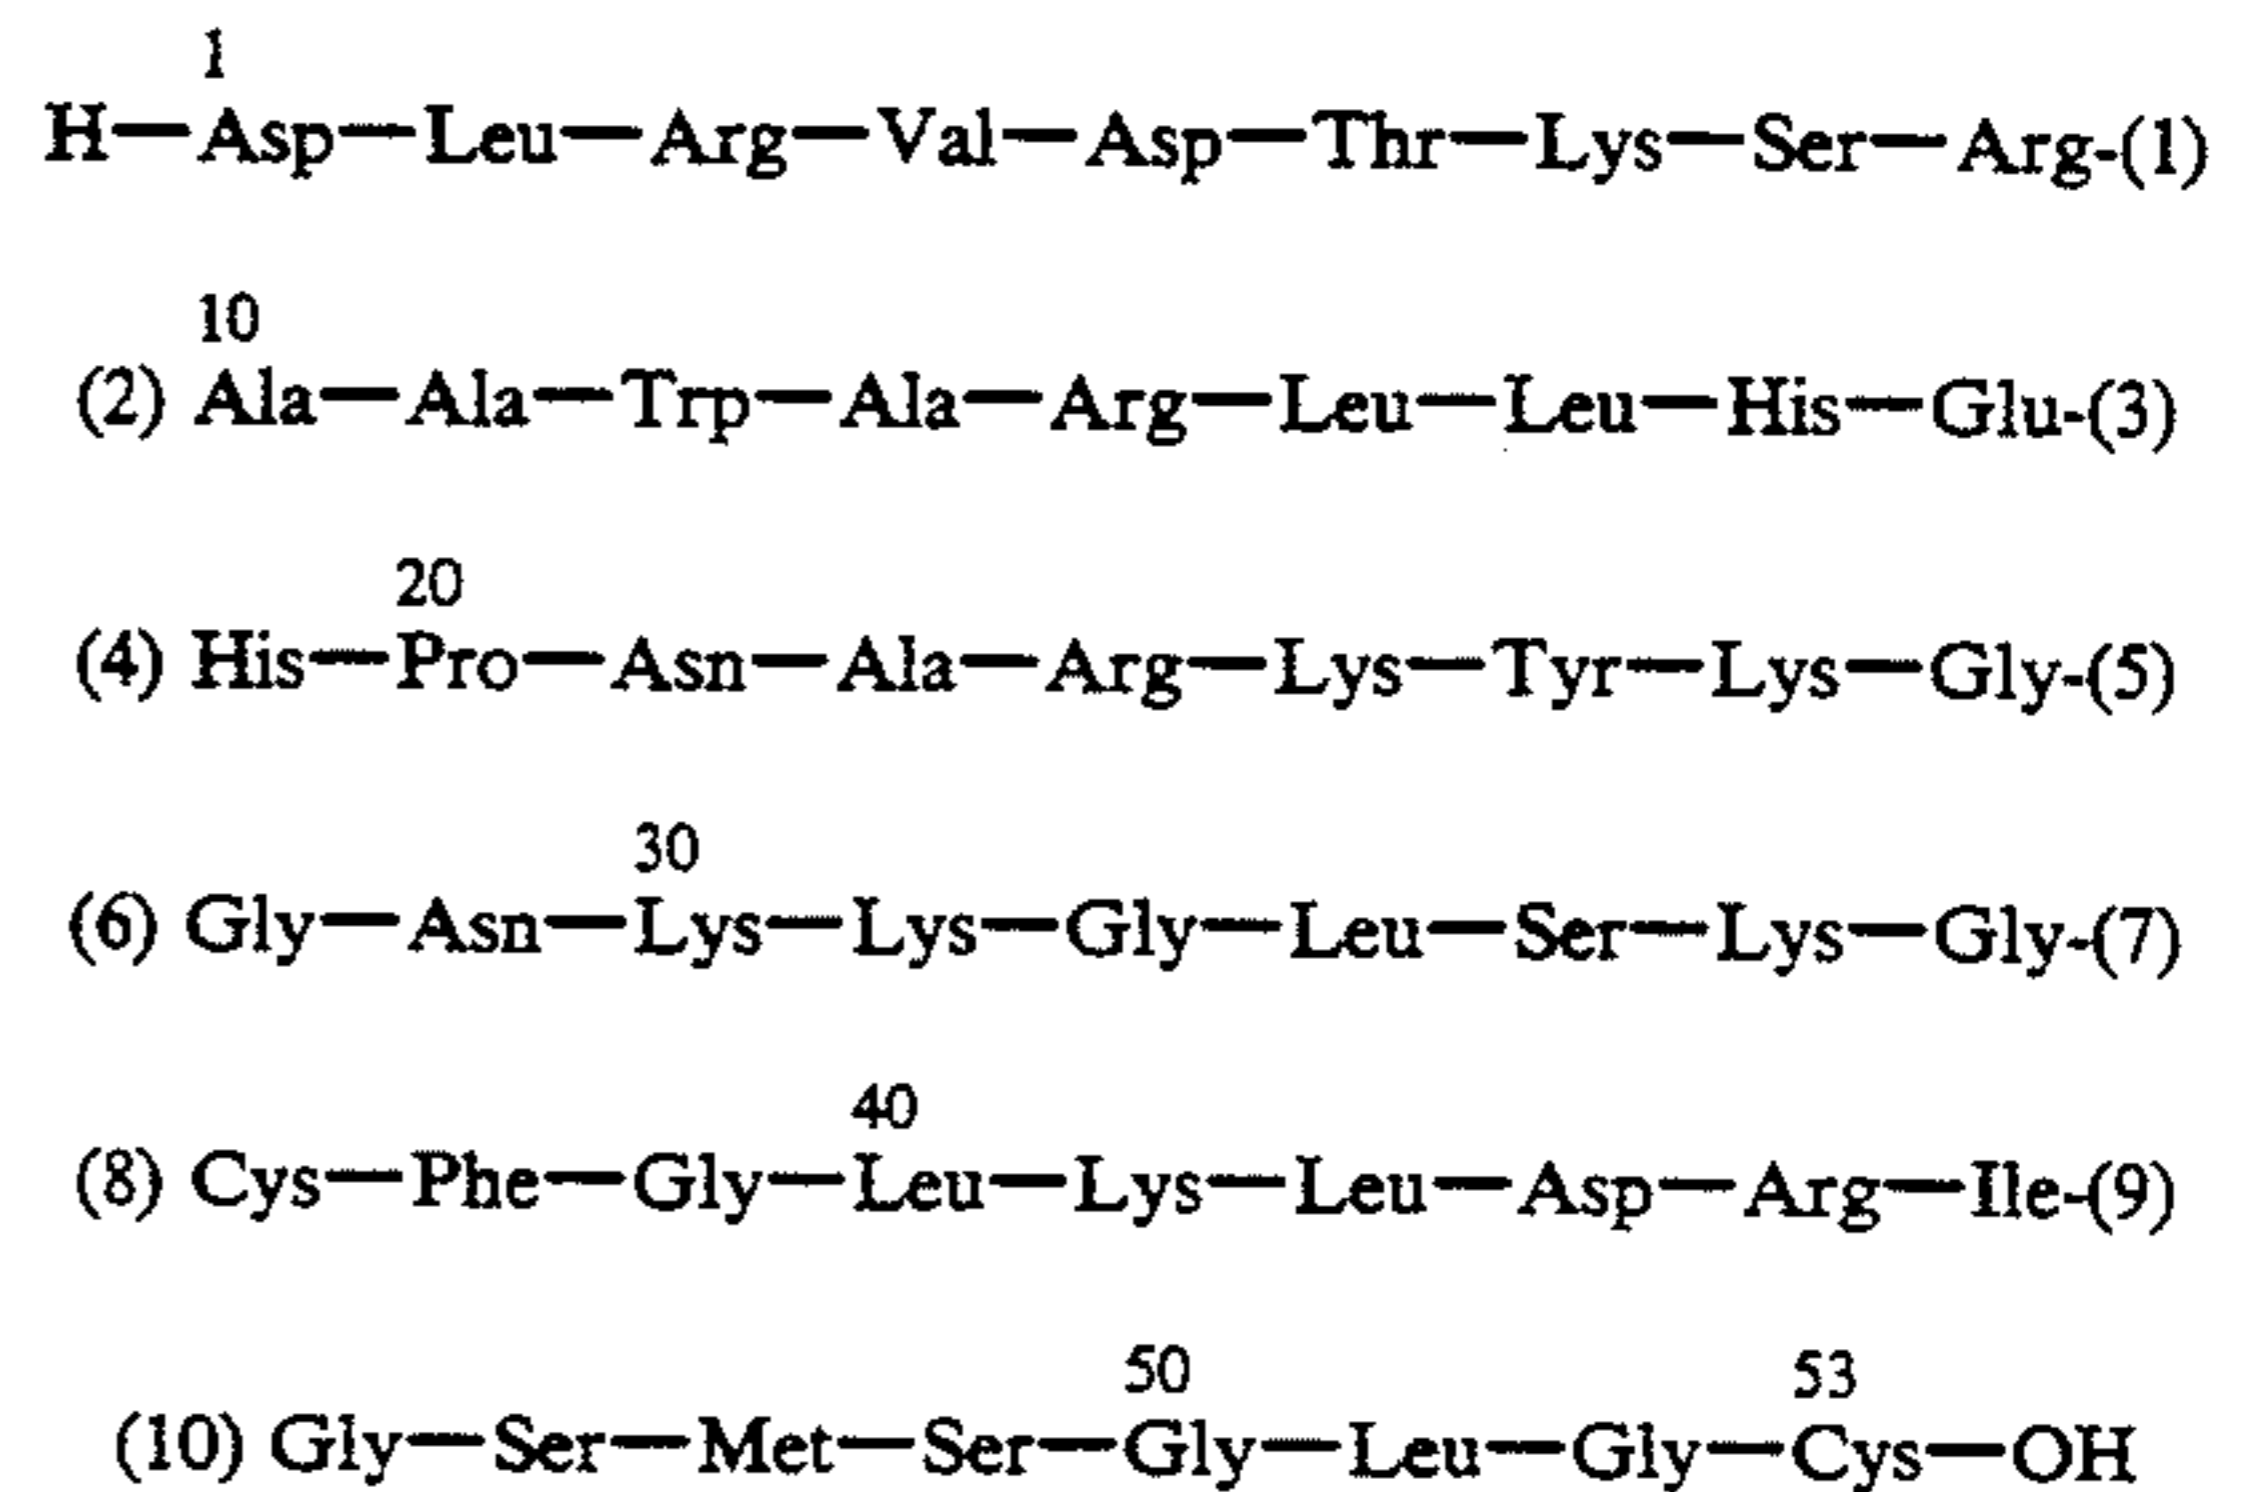 1
H—Asp—Leu—Arg—Val—Asp—Thr—Lys—Ser—Arg-(1)
10
(2) Ala—Ala—Trp—Ala—Arg—Leu—Leu—His—Glu-(3)
20
(4) His—Pro—Asn—Ala—Arg—Lys—Tyr—Lys—Gly-(5)
30
(6) Gly—Asn—Lys—Lys—Gly—Leu—Ser—Lys—Gly-(7)
40
(8) Cys—Phe—Gly—Leu—Lys—Leu—Asp—Arg—Ile-(9)
50 53
(10) Gly—Ser—Met—Ser—Gly—Leu—Gly—Cys—OH